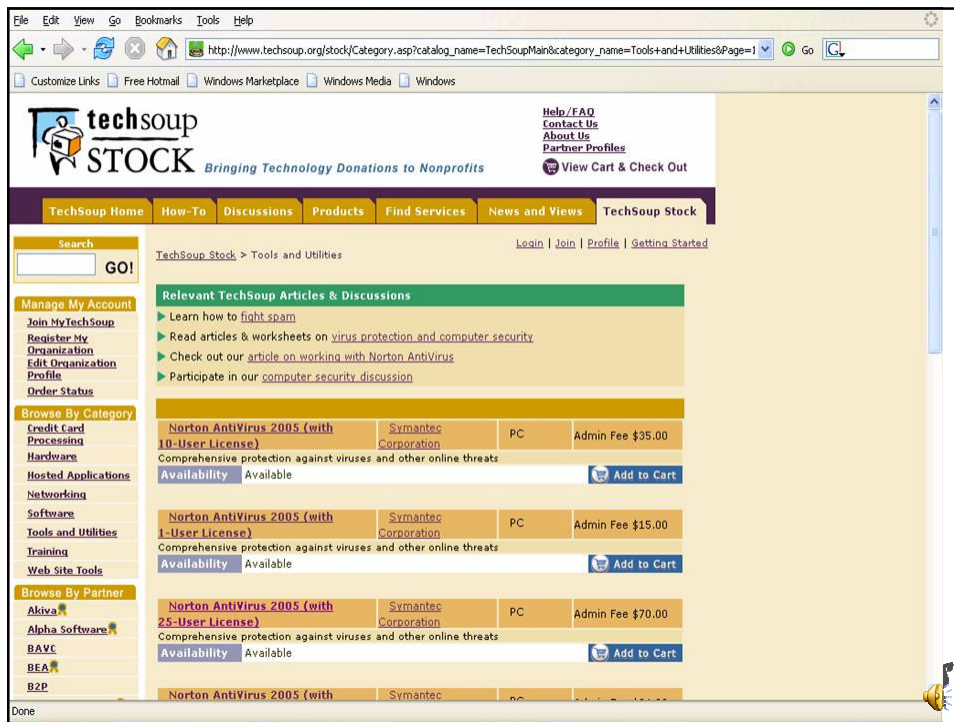 File Edit View Go Bookmarks Tools Help
http://www.techsoup.org/stock/Category.asp?catalog_name=TechSoupMain&category_name=Tools+and+Utilities&Page=1 Go G
Customize Links Free Hotmail Windows Marketplace Windows Media Windows
techsoup
STOCK Bringing Technology Donations to Nonprofits
Help/FAQ
Contact Us
About Us
Partner Profiles
View Cart & Check Out
TechSoup Home How-To Discussions Products Find Services News and Views TechSoup Stock
Login | Join | Profile | Getting Started
TechSoup Stock > Tools and Utilities
Search
GO!
Manage My Account
Join MyTechSoup
Register My
Organization
Edit Organization
Profile
Order Status
Browse By Category
Credit Card
Processing
Hardware
Hosted Applications
Networking
Software
Tools and Utilities
Training
Web Site Tools
Browse By Partner
Akiva
Alpha Software
BAVC
BEA
B2P
Relevant TechSoup Articles & Discussions
Learn how to fight spam
Read articles & worksheets on virus protection and computer security
Check out our article on working with Norton AntiVirus
Participate in our computer security discussion
Norton AntiVirus 2005 (with
10-User License)
Symantec
Corporation
PC
Admin Fee $35.00
Comprehensive protection against viruses and other online threats
Availability Available Add to Cart
Norton AntiVirus 2005 (with
1-User License)
Symantec
Corporation
PC
Admin Fee $15.00
Comprehensive protection against viruses and other online threats
Availability Available Add to Cart
Norton AntiVirus 2005 (with
25-User License)
Symantec
Corporation
PC
Admin Fee $70.00
Comprehensive protection against viruses and other online threats
Availability Available Add to Cart
Norton AntiVirus 2005 (with
Symantec
PC
Done